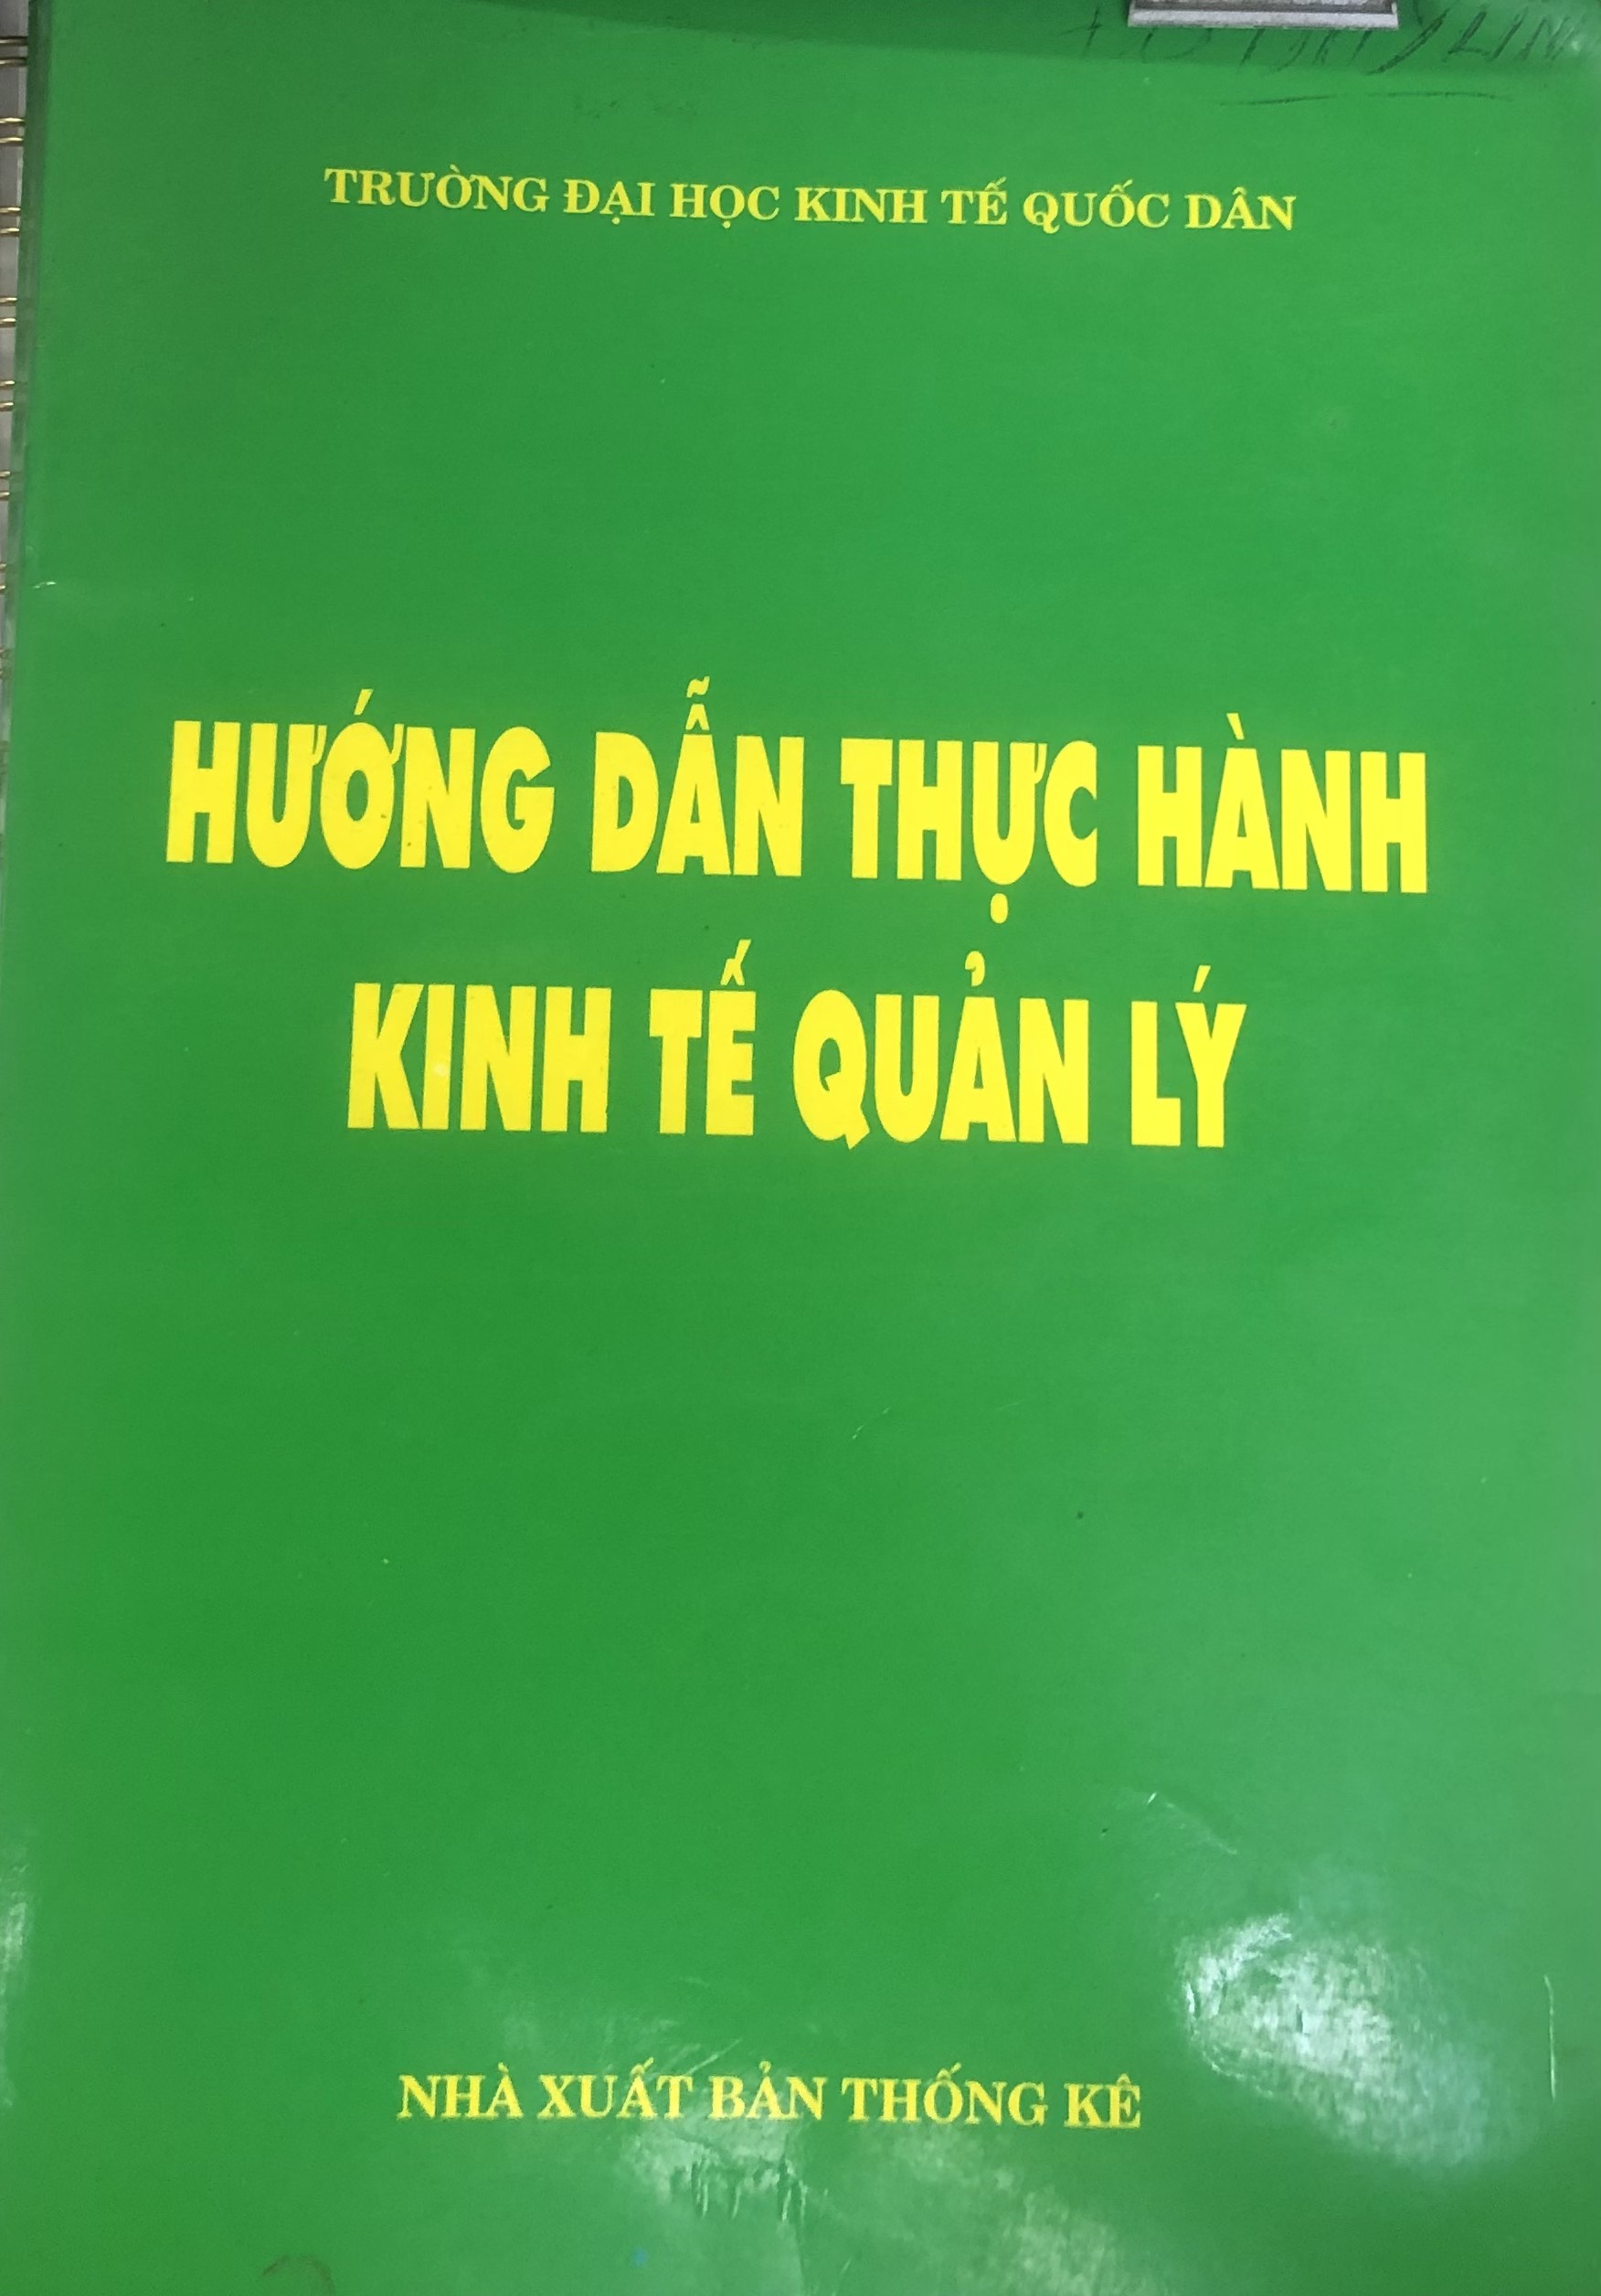 TRƯỜNG ĐẠI HỌC KINH TẾ QUỐC DÂN
HƯỚNG DẪN THỰC HÀNH
KINH TẾ QUẢN LÝ
NHÀ XUẤT BẢN THỐNG KÊ